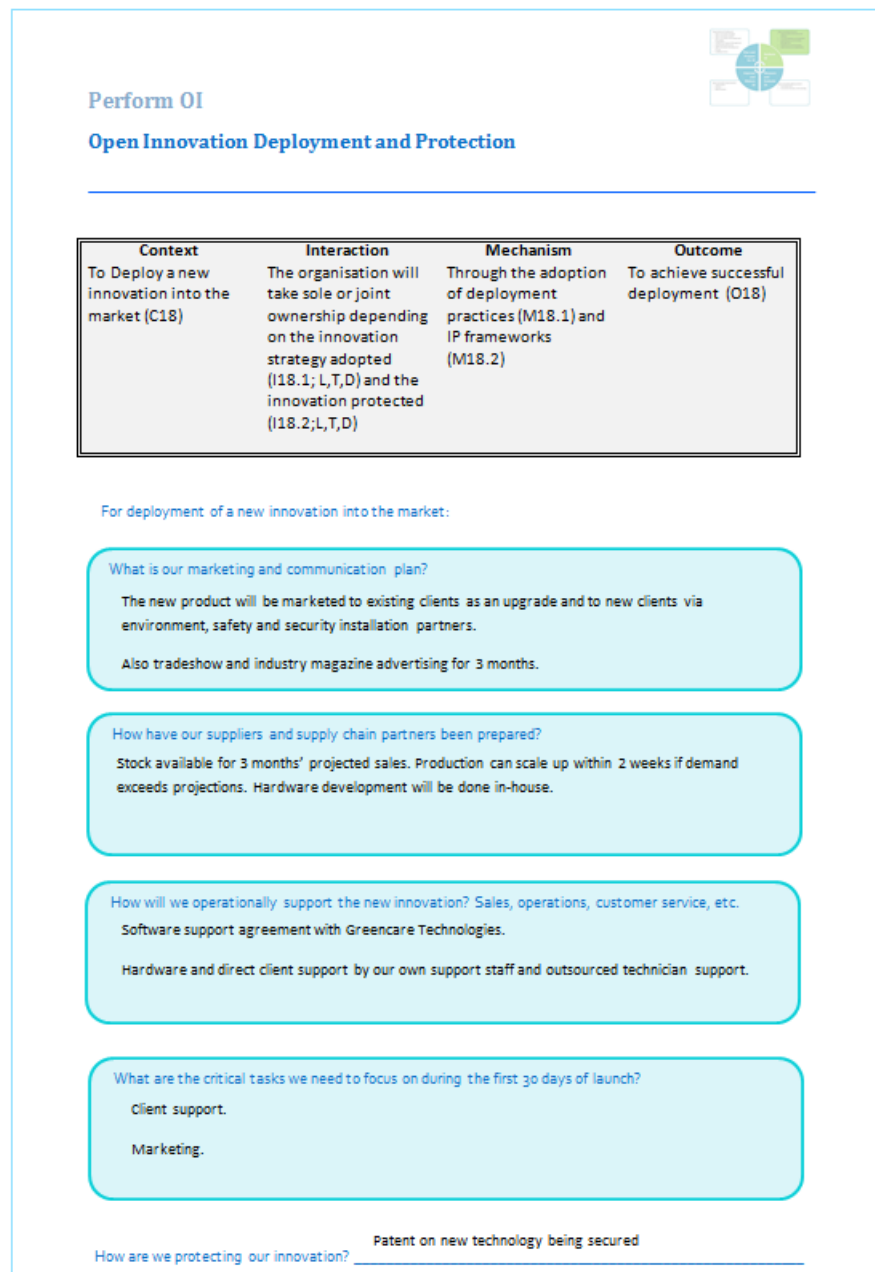 Perform OI
Open Innovation Deployment and Protection
Context Interaction Mechanism Outcome
To Deploy a new
innovation into the
market (C18)
The organisation will
take sole or joint
ownership depending
on the innovation
strategy adopted
(I18.1; L,T,D) and the
innovation protected
(I18.2;L,T,D)
Through the adoption
of deployment
practices (M18.1) and
IP frameworks
(M18.2)
To achieve successful
deployment (O18)
For deployment of a new innovation into the market:
What is our marketing and communication plan?
The new product will be marketed to existing clients as an upgrade and to new clients via
environment, safety and security installation partners.
Also tradeshow and industry magazine advertising for 3 months.
How have our suppliers and supply chain partners been prepared?
Stock available for 3 months' projected sales. Production can scale up within 2 weeks if demand
exceeds projections. Hardware development will be done in-house.
How will we operationally support the new innovation? Sales, operations, customer service, etc.
Software support agreement with Greencare Technologies.
Hardware and direct client support by our own support staff and outsourced technician support.
What are the critical tasks we need to focus on during the first 30 days of launch?
Client support.
Marketing.
How are we protecting our innovation? Patent on new technology being secured